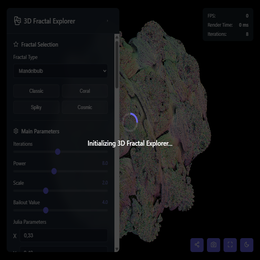 3D Fractal Explorer
FPS: 0
Render Time: 0 ms
Iterations: 0
Fractal Selection
Fractal Type
Mandelbulb
Classic
Coral
Spiky
Cosmic
Main Parameters
Iterations
Initializing 3D Fractal Explorer...
Power
Scale
Bailout Value
Julia Parameters
X
0.20